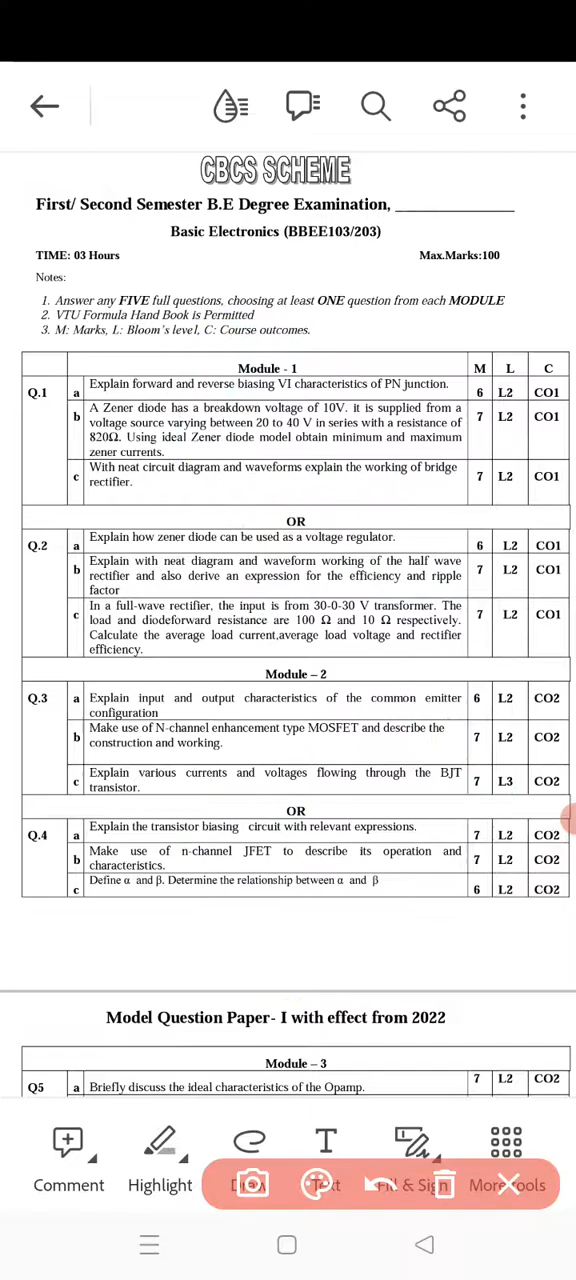 CBCS SCHEME
First/ Second Semester B.E Degree Examination, ______________
Basic Electronics (BBEE103/203)
TIME: 03 Hours Max.Marks:100
Notes:
1. Answer any FIVE full questions, choosing at least ONE question from each MODULE
2. VTU Formula Hand Book is Permitted
3. M: Marks, L: Bloom's level, C: Course outcomes.
Module - 1 M L C
Q.1 a Explain forward and reverse biasing VI characteristics of PN junction. 6 L2 CO1
b A Zener diode has a breakdown voltage of 10V. it is supplied from a 7 L2 CO1
voltage source varying between 20 to 40 V in series with a resistance of
820Ω. Using ideal Zener diode model obtain minimum and maximum
zener currents.
c With neat circuit diagram and waveforms explain the working of bridge 7 L2 CO1
rectifier.
OR
Q.2 a Explain how zener diode can be used as a voltage regulator. 6 L2 CO1
b Explain with neat diagram and waveform working of the half wave 7 L2 CO1
rectifier and also derive an expression for the efficiency and ripple
factor
c In a full-wave rectifier, the input is from 30-0-30 V transformer. The 7 L2 CO1
load and diodeforward resistance are 100 Ω and 10 Ω respectively.
Calculate the average load current,average load voltage and rectifier
efficiency.
Module – 2
Q.3 a Explain input and output characteristics of the common emitter 6 L2 CO2
configuration
b Make use of N-channel enhancement type MOSFET and describe the 7 L2 CO2
construction and working.
c Explain various currents and voltages flowing through the BJT 7 L3 CO2
transistor.
OR
Q.4 a Explain the transistor biasing circuit with relevant expressions. 7 L2 CO2
b Make use of n-channel JFET to describe its operation and 7 L2 CO2
characteristics.
c Define α and β. Determine the relationship between α and β 6 L2 CO2
Model Question Paper- I with effect from 2022
Module – 3
Q5 a Briefly discuss the ideal characteristics of the Opamp. 7 L2 CO2
Comment Highlight Draw Text Fill & Sign More tools